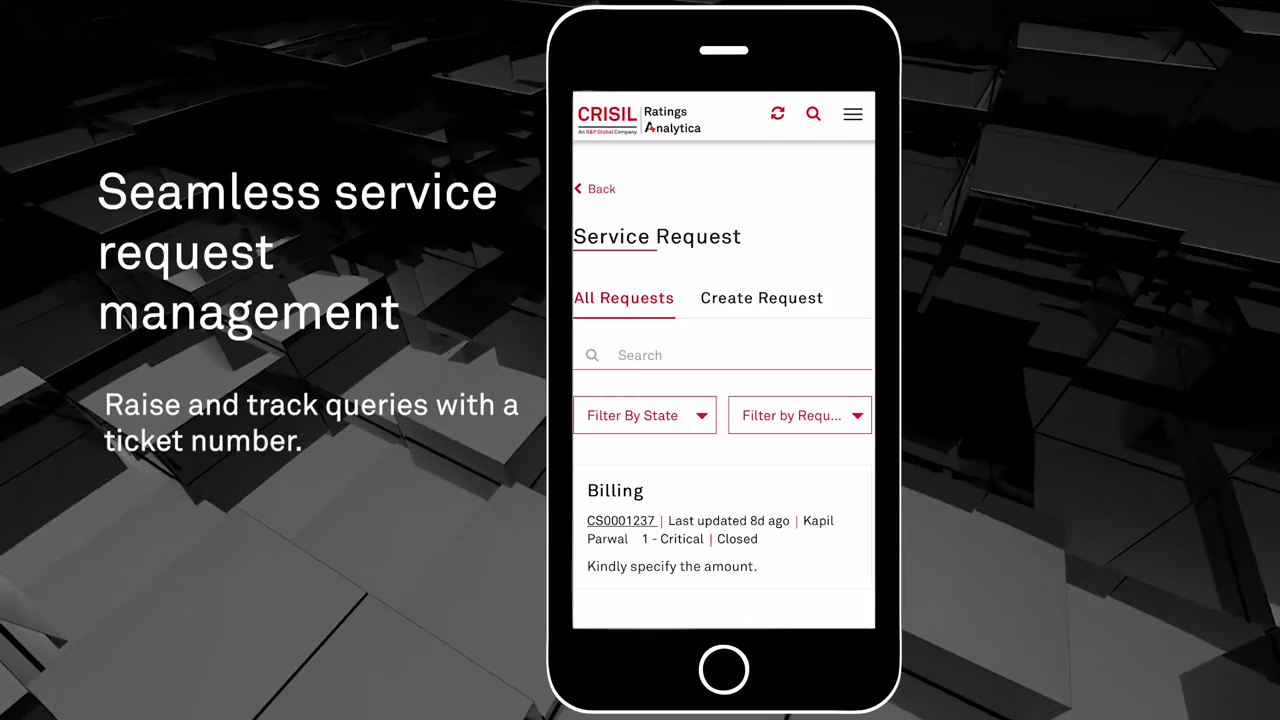 Seamless service
request
management
Raise and track queries with a
ticket number.
CRISIL
An S&P Global Company
Ratings
Analytica
Back
Service Request
All Requests Create Request
Search
Filter By State Filter by Requ...
Billing
CS0001237 | Last updated 8d ago | Kapil
Parwal 1 - Critical | Closed
Kindly specify the amount.